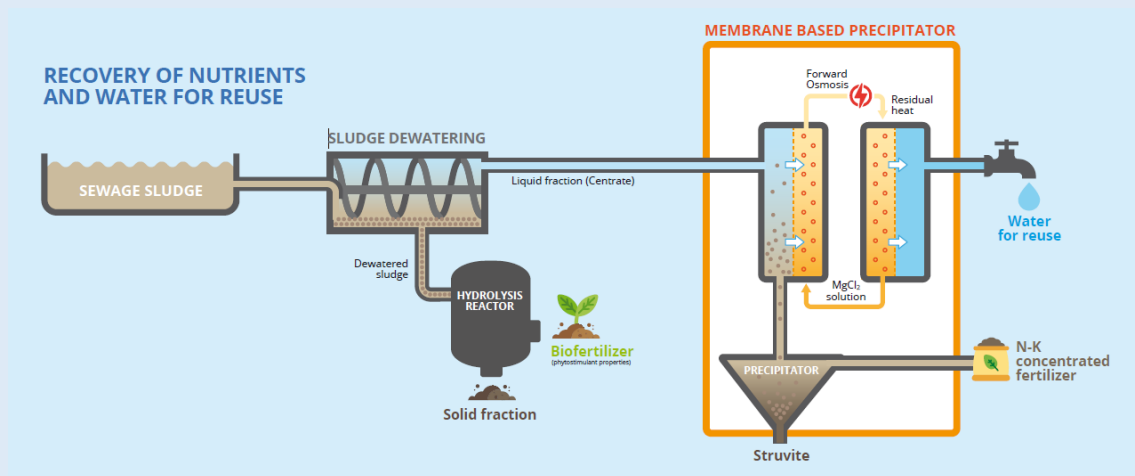 MEMBRANE BASED PRECIPITATOR
RECOVERY OF NUTRIENTS
AND WATER FOR REUSE
Forward
Osmosis
Residual
heat
SLUDGE DEWATERING
SEWAGE SLUDGE
Liquid fraction (Centrate)
Water
for reuse
Dewatered
sludge
MgCl₂
solution
HYDROLYSIS
REACTOR
Biofertilizer
(phytostimulant properties)
N-K
concentrated
fertilizer
PRECIPITATOR
Solid fraction
Struvite